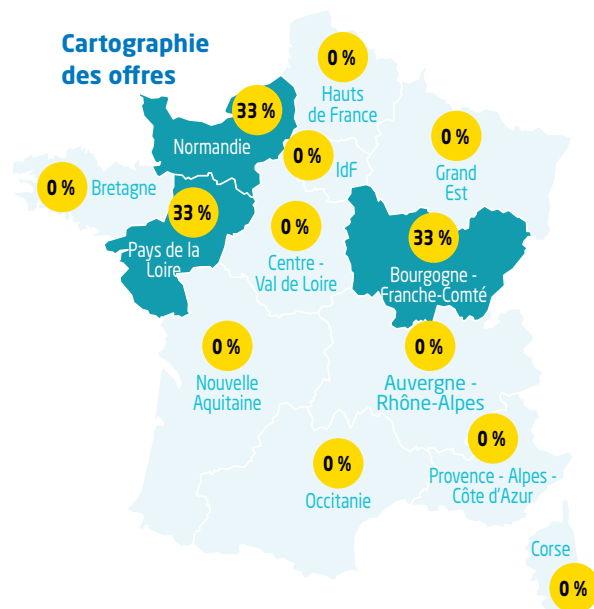 Cartographie
des offres
0 %
Hauts
de France
33 %
Normandie
0 %
IdF
0 %
Grand
Est
0 %
Bretagne
33 %
Pays de la
Loire
0 %
Centre -
Val de Loire
33 %
Bourgogne -
Franche-Comté
0 %
Nouvelle
Aquitaine
0 %
Auvergne -
Rhône-Alpes
0 %
Occitanie
0 %
Provence - Alpes -
Côte d'Azur
Corse
0 %